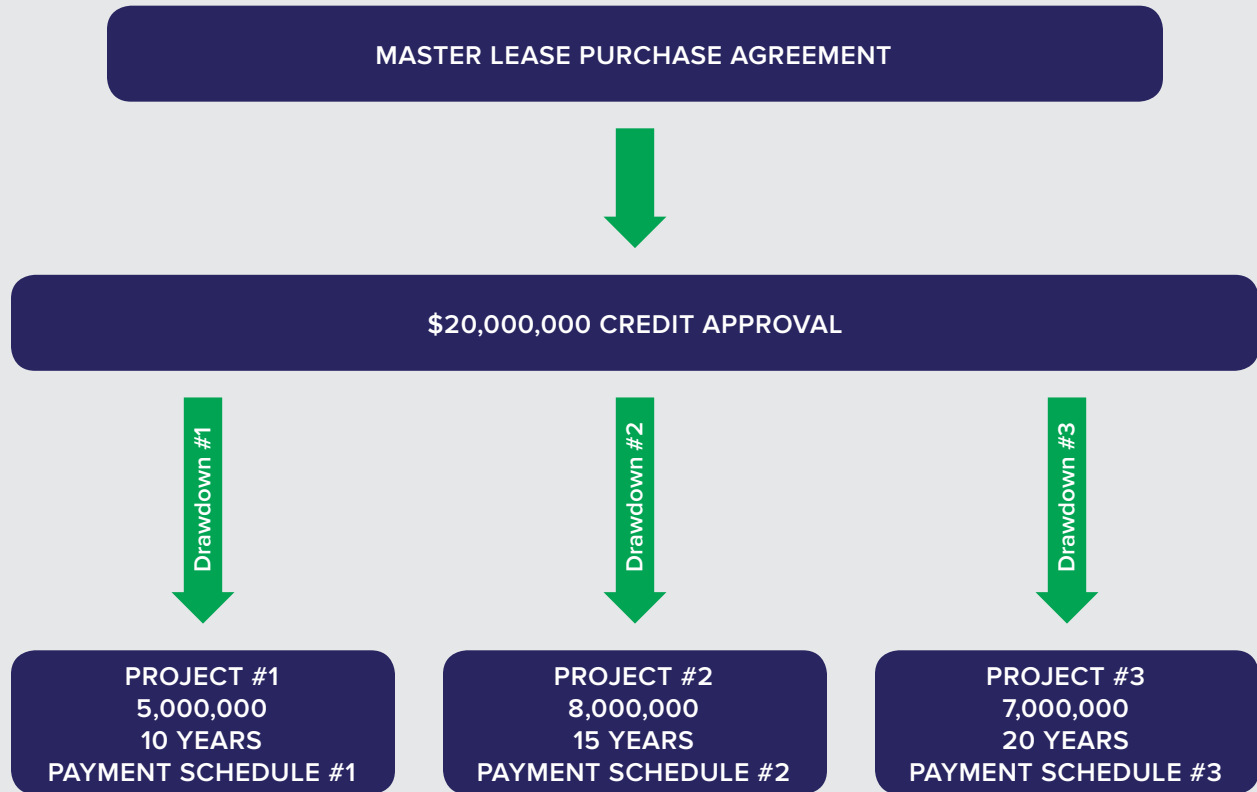 MASTER LEASE PURCHASE AGREEMENT
$20,000,000 CREDIT APPROVAL
Drawdown #1
Drawdown #2
Drawdown #3
PROJECT #1
5,000,000
10 YEARS
PAYMENT SCHEDULE #1
PROJECT #2
8,000,000
15 YEARS
PAYMENT SCHEDULE #2
PROJECT #3
7,000,000
20 YEARS
PAYMENT SCHEDULE #3